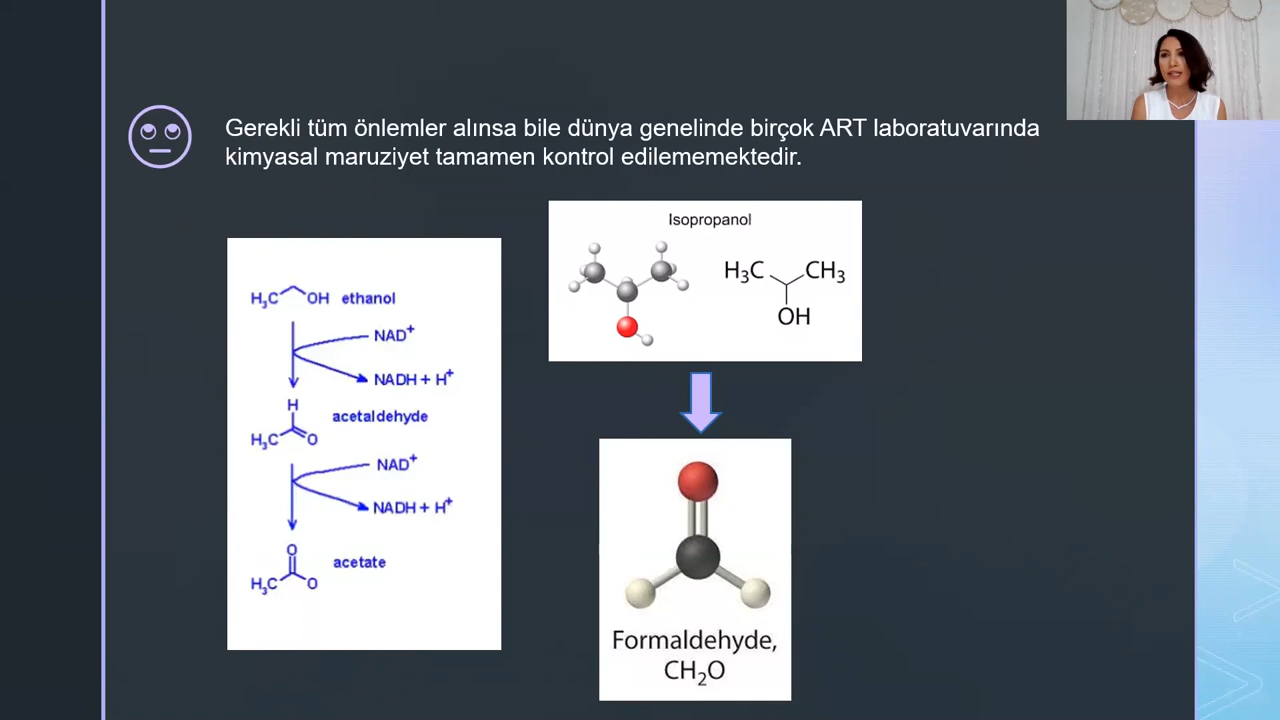 Gerekli tüm önlemler alınsa bile dünya genelinde birçok ART laboratuvarında
kimyasal maruziyet tamamen kontrol edilememektedir.
H₃C OH ethanol
NAD⁺
NADH + H⁺
H
acetaldehyde
H₃C O
NAD⁺
NADH + H⁺
O
acetate
H₃C O
Isopropanol
H₃C CH₃
OH
Formaldehyde,
CH₂O